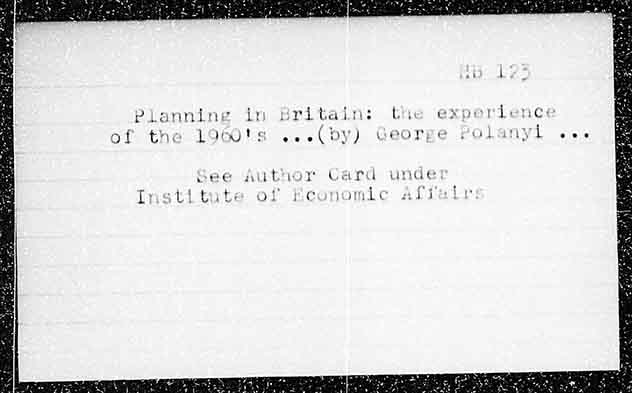 HB 123
Planning in Britain: the experience
of the 1960's ...(by) George Polanyi ...
See Author Card under
Institute of Economic Affairs